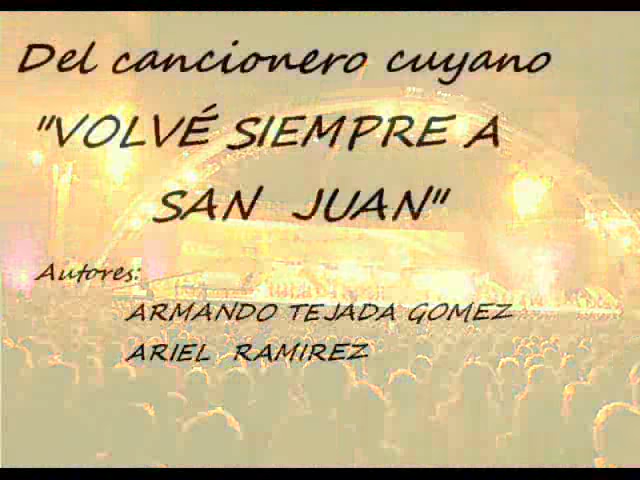 Del cancionero cuyano
"VOLVÉ SIEMPRE A
SAN JUAN"
Autores:
ARMANDO TEJADA GOMEZ
ARIEL RAMIREZ